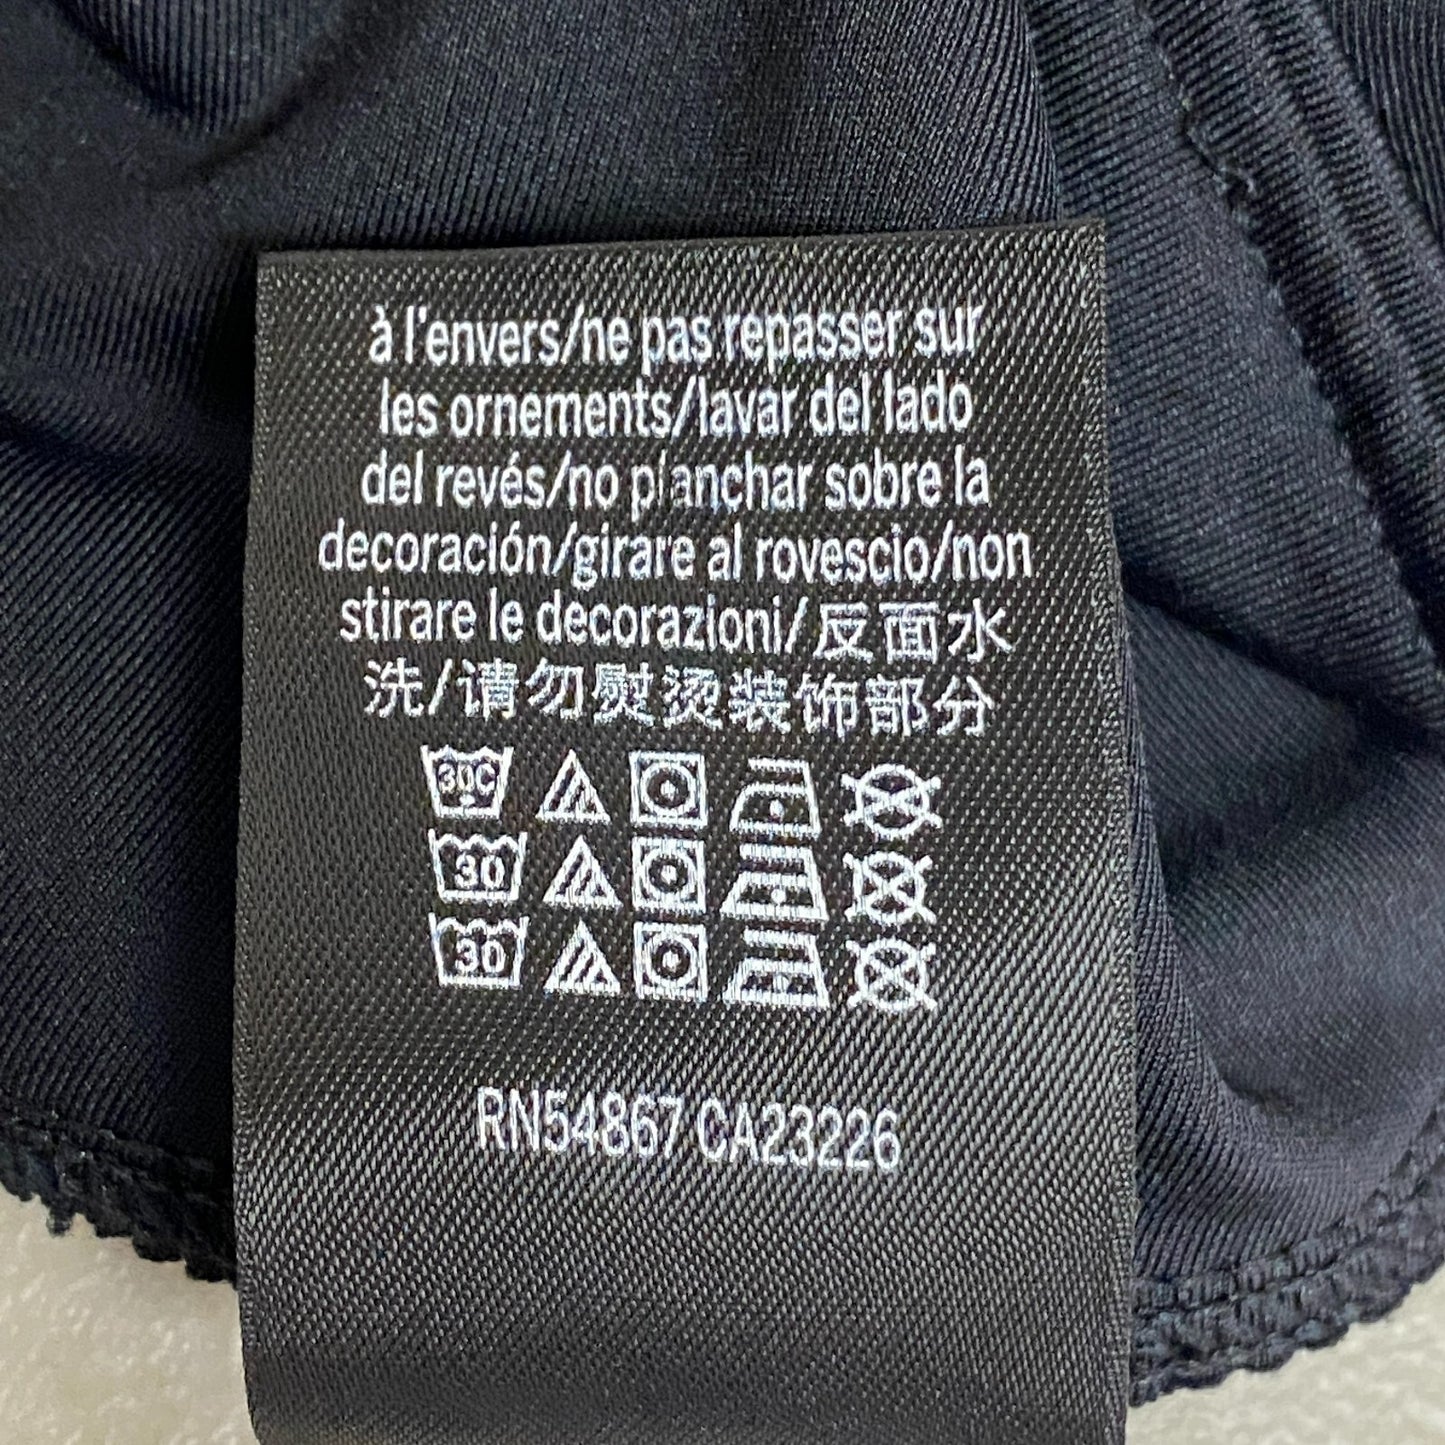 à l'envers/ne pas repasser sur
les ornements/lavar del lado
del revés/no planchar sobre la
decoración/girare al rovescio/non
stirare le decorazioni/反面水
洗/请勿熨烫装饰部分
30C
30
30
RN54867 CA23226